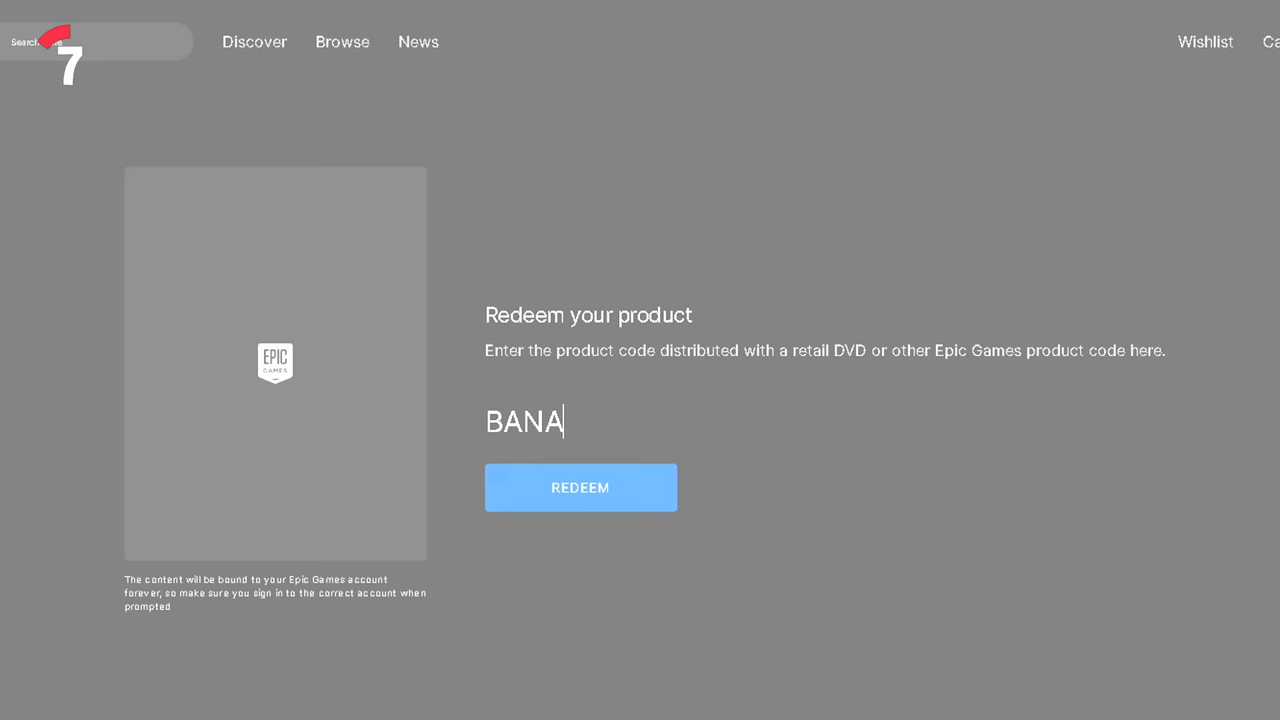 Search
7
Discover
Browse
News
Wishlist
EPIC
GAMES
Redeem your product
Enter the product code distributed with a retail DVD or other Epic Games product code here.
BANA
REDEEM
The content will be bound to your Epic Games account
forever, so make sure you sign in to the correct account when
prompted